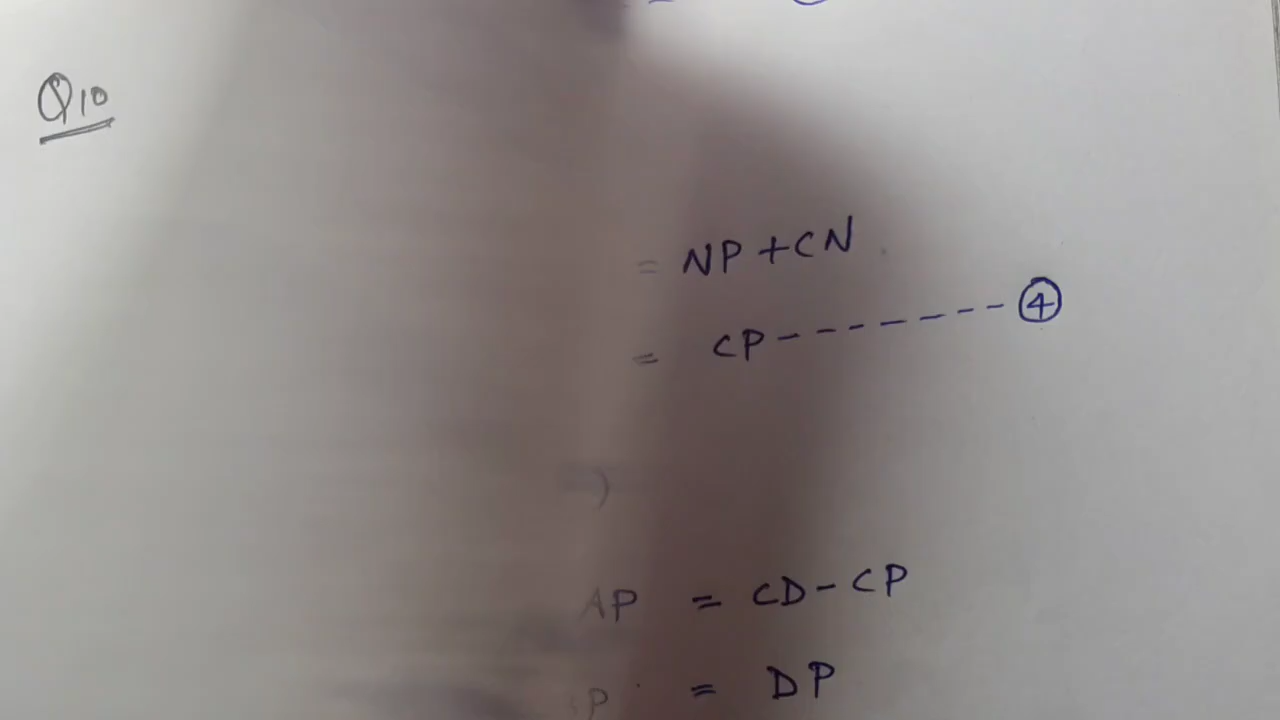 Q10
= NP + CN
= CP ------- ④
)
AP = CD - CP
P = DP